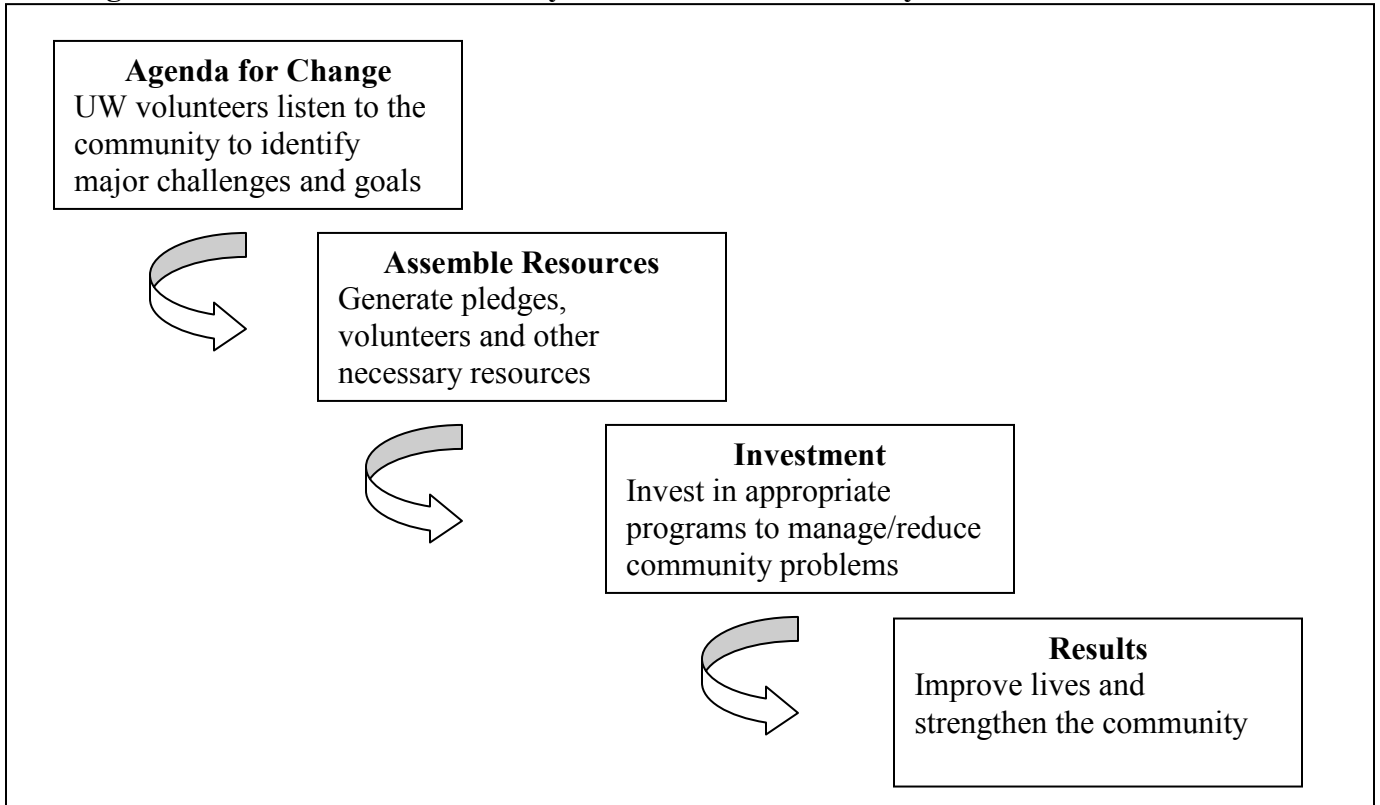 Agenda for Change
UW volunteers listen to the
community to identify
major challenges and goals
Assemble Resources
Generate pledges,
volunteers and other
necessary resources
Investment
Invest in appropriate
programs to manage/reduce
community problems
Results
Improve lives and
strengthen the community